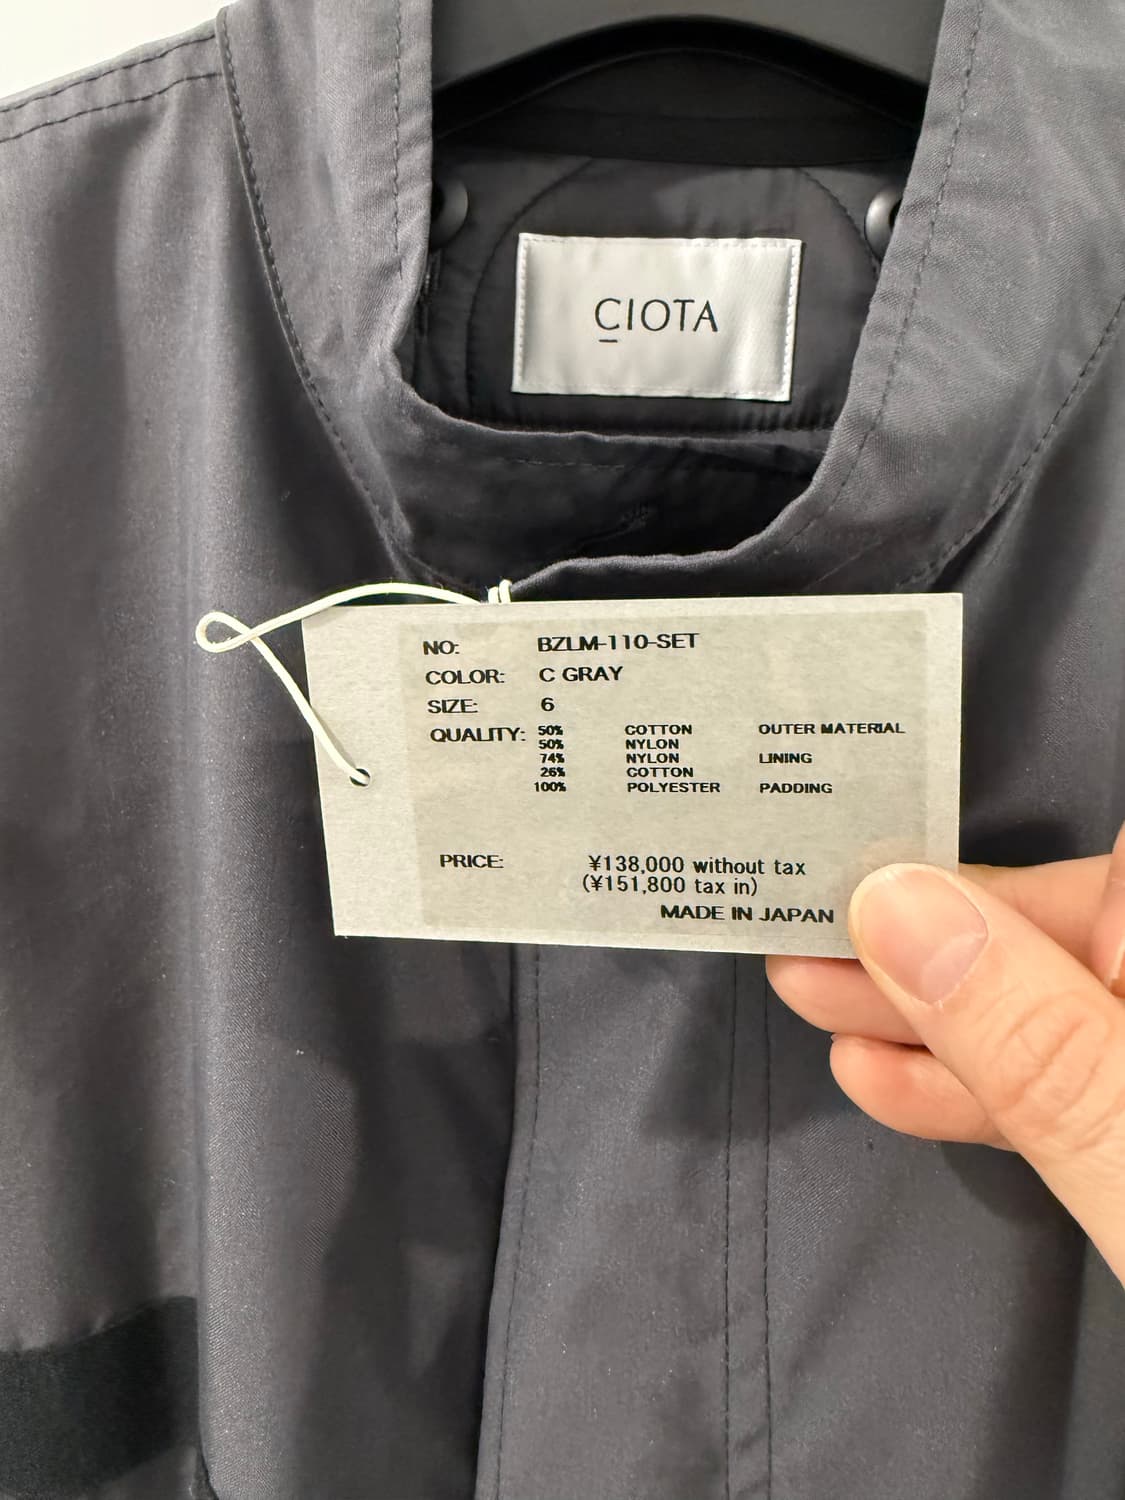 CIOTA
NO: BZLM-110-SET
COLOR: C GRAY
SIZE: 6
QUALITY: 50% COTTON OUTER MATERIAL
50% NYLON
74% NYLON LINING
26% COTTON
100% POLYESTER PADDING
PRICE: ¥138,000 without tax
(¥151,800 tax in)
MADE IN JAPAN